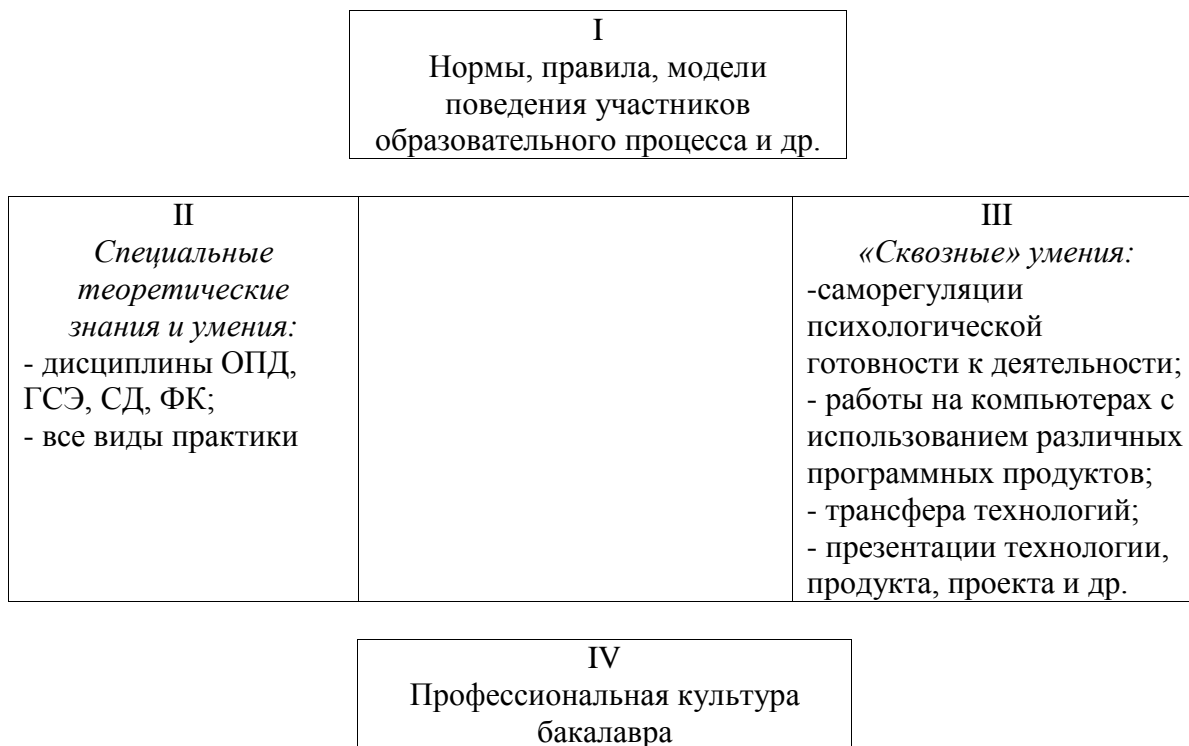 I
Нормы, правила, модели
поведения участников
образовательного процесса и др.
II
Специальные
теоретические
знания и умения:
- дисциплины ОПД,
ГСЭ, СД, ФК;
- все виды практики
III
«Сквозные» умения:
-саморегуляции
психологической
готовности к деятельности;
- работы на компьютерах с
использованием различных
программных продуктов;
- трансфера технологий;
- презентации технологии,
продукта, проекта и др.
IV
Профессиональная культура
бакалавра